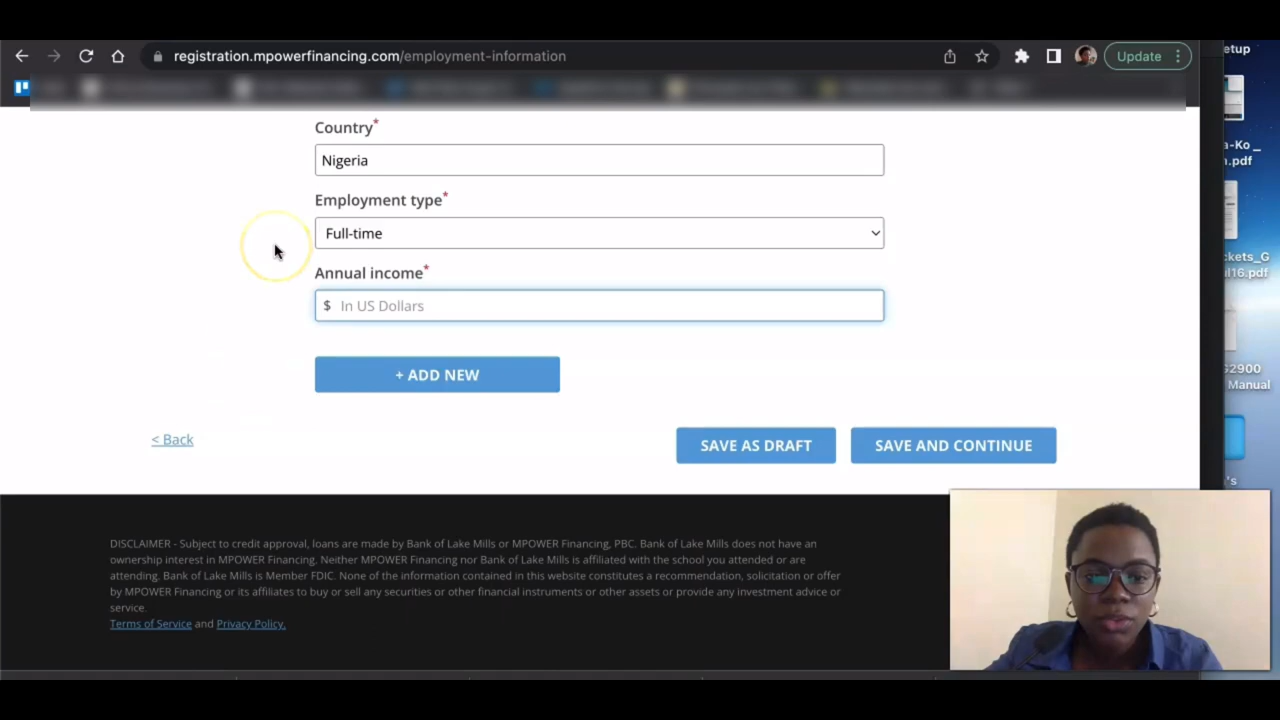 registration.mpowerfinancing.com/employment-information
Update
etup
Country*
Nigeria
Employment type*
Full-time
Annual income*
$ In US Dollars
+ ADD NEW
< Back
SAVE AS DRAFT
SAVE AND CONTINUE
DISCLAIMER - Subject to credit approval, loans are made by Bank of Lake Mills or MPOWER Financing, PBC. Bank of Lake Mills does not have an
ownership interest in MPOWER Financing. Neither MPOWER Financing nor Bank of Lake Mills is affiliated with the school you attended or are
attending. Bank of Lake Mills is Member FDIC. None of the information contained in this website constitutes a recommendation, solicitation or offer
by MPOWER Financing or its affiliates to buy or sell any securities or other financial instruments or other assets or provide any investment advice or
service.
Terms of Service and Privacy Policy.
a-Ko _
n.pdf
ckets_G
il16.pdf
G2900
Manual
's